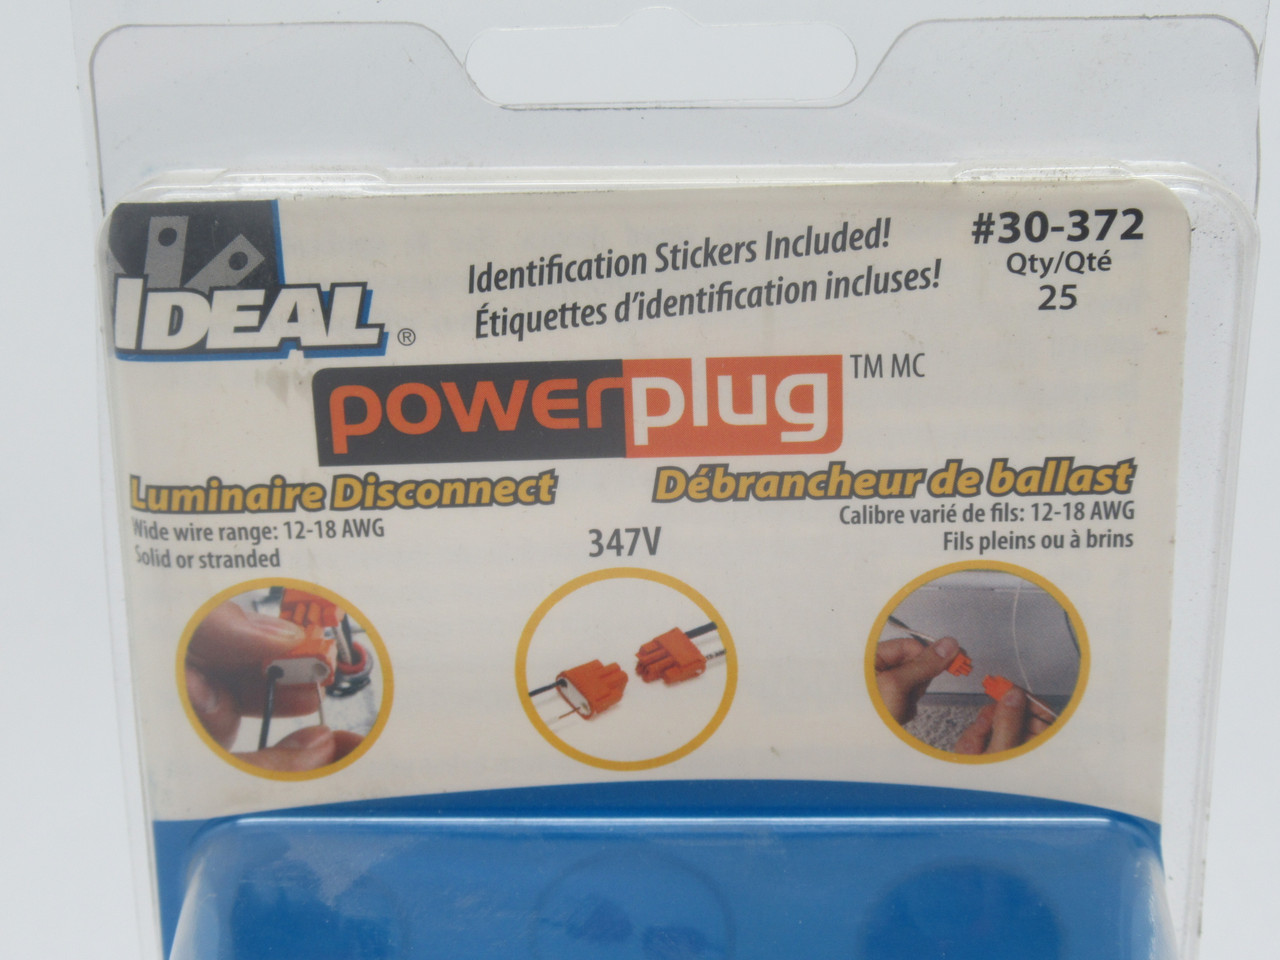 IDEAL®
Identification Stickers Included!
Étiquettes d'identification incluses!
#30-372
Qty/Qté
25
powerplug TM MC
Luminaire Disconnect
Wide wire range: 12-18 AWG
Solid or stranded
347V
Débrancheur de ballast
Calibre varié de fils: 12-18 AWG
Fils pleins ou à brins